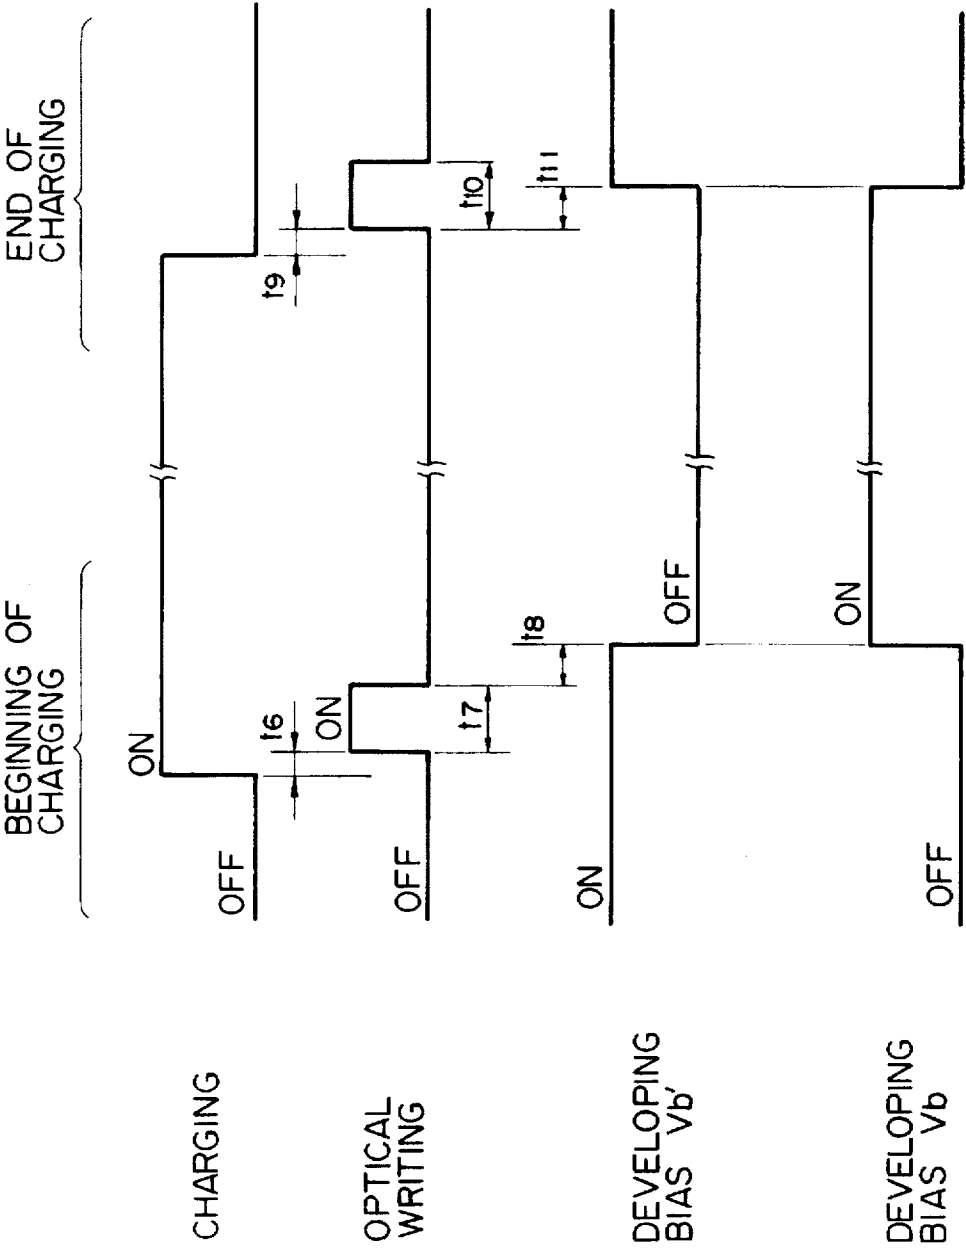 BEGINNING OF
CHARGING
END OF
CHARGING
CHARGING
OFF
ON
t6
t9
OPTICAL
WRITING
OFF
ON
t7
t10
t8
t11
DEVELOPING
BIAS Vb'
ON
OFF
DEVELOPING
BIAS Vb
OFF
ON